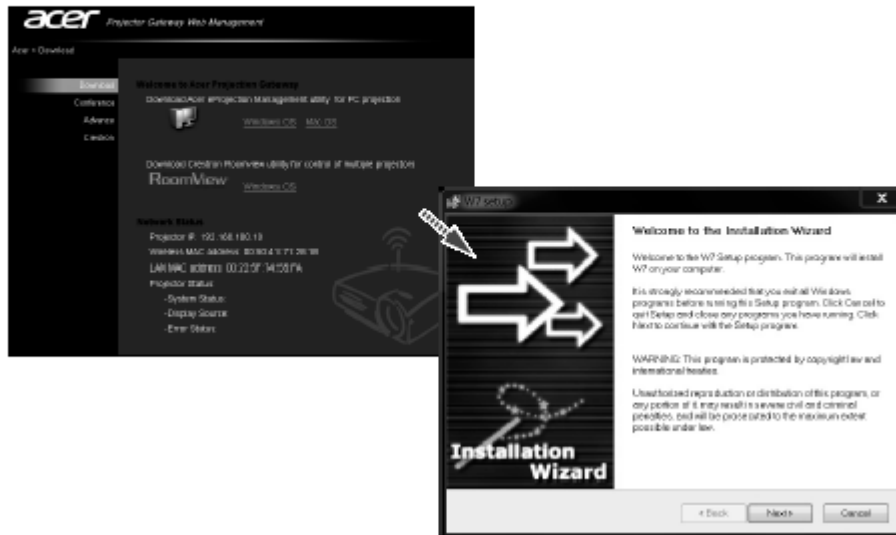 acer Projector Gateway Web Management
Acer > Download
Download
Conference
Advance
Crestron
Welcome to Acer Projection Gateway
Download Acer eProjection Management utility for PC projection
Windows OS MAC OS
Download Crestron Roomview utility for control of multiple projectors
RoomView Windows OS
Network Status
Projector IP: 192.168.100.10
Wireless MAC address:
LAN MAC address:
Projector Status
-System Status:
-Display Source:
-Error Status:
W7 setup
X
Welcome to the Installation Wizard
Welcome to the W7 Setup program. This program will install
W7 on your computer.
It is strongly recommended that you exit all Windows
programs before running this Setup program. Click Cancel to
quit Setup and close any programs you have running. Click
Next to continue with the Setup program.
WARNING: This program is protected by copyright law and
international treaties.
Unauthorized reproduction or distribution of this program, or
any portion of it, may result in severe civil and criminal
penalties, and will be prosecuted to the maximum extent
possible under law.
Installation
Wizard
< Back Next > Cancel